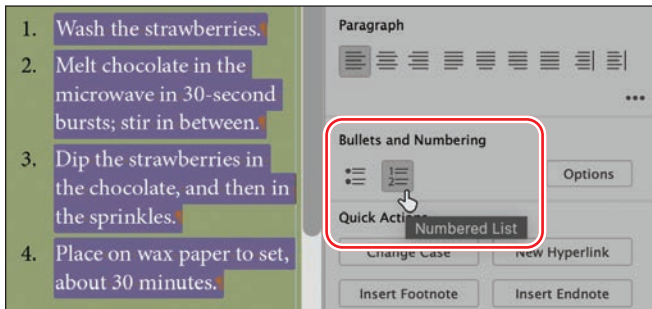 1. Wash the strawberries.
2. Melt chocolate in the
microwave in 30-second
bursts; stir in between.
3. Dip the strawberries in
the chocolate, and then in
the sprinkles.
4. Place on wax paper to set,
about 30 minutes.
Paragraph
Bullets and Numbering
Options
Quick Actions
Numbered List
Change Case
New Hyperlink
Insert Footnote
Insert Endnote